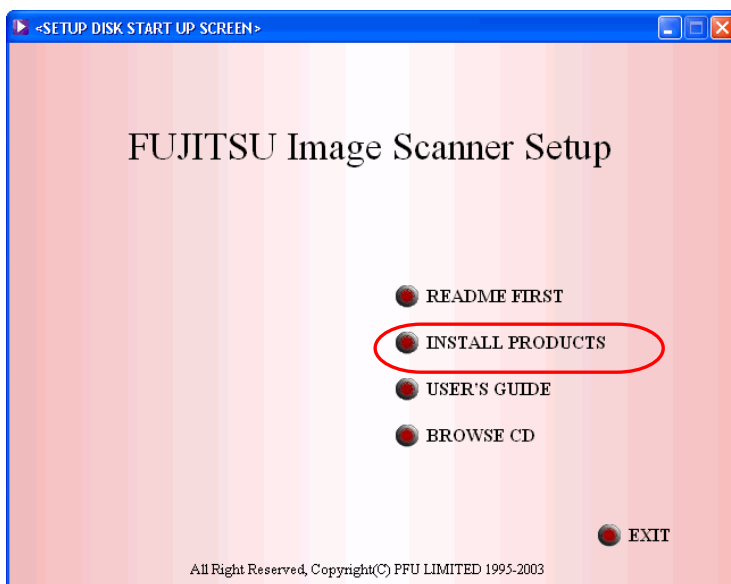 <SETUP DISK START UP SCREEN>
FUJITSU Image Scanner Setup
README FIRST
INSTALL PRODUCTS
USER'S GUIDE
BROWSE CD
EXIT
All Right Reserved, Copyright(C) PFU LIMITED 1995-2003